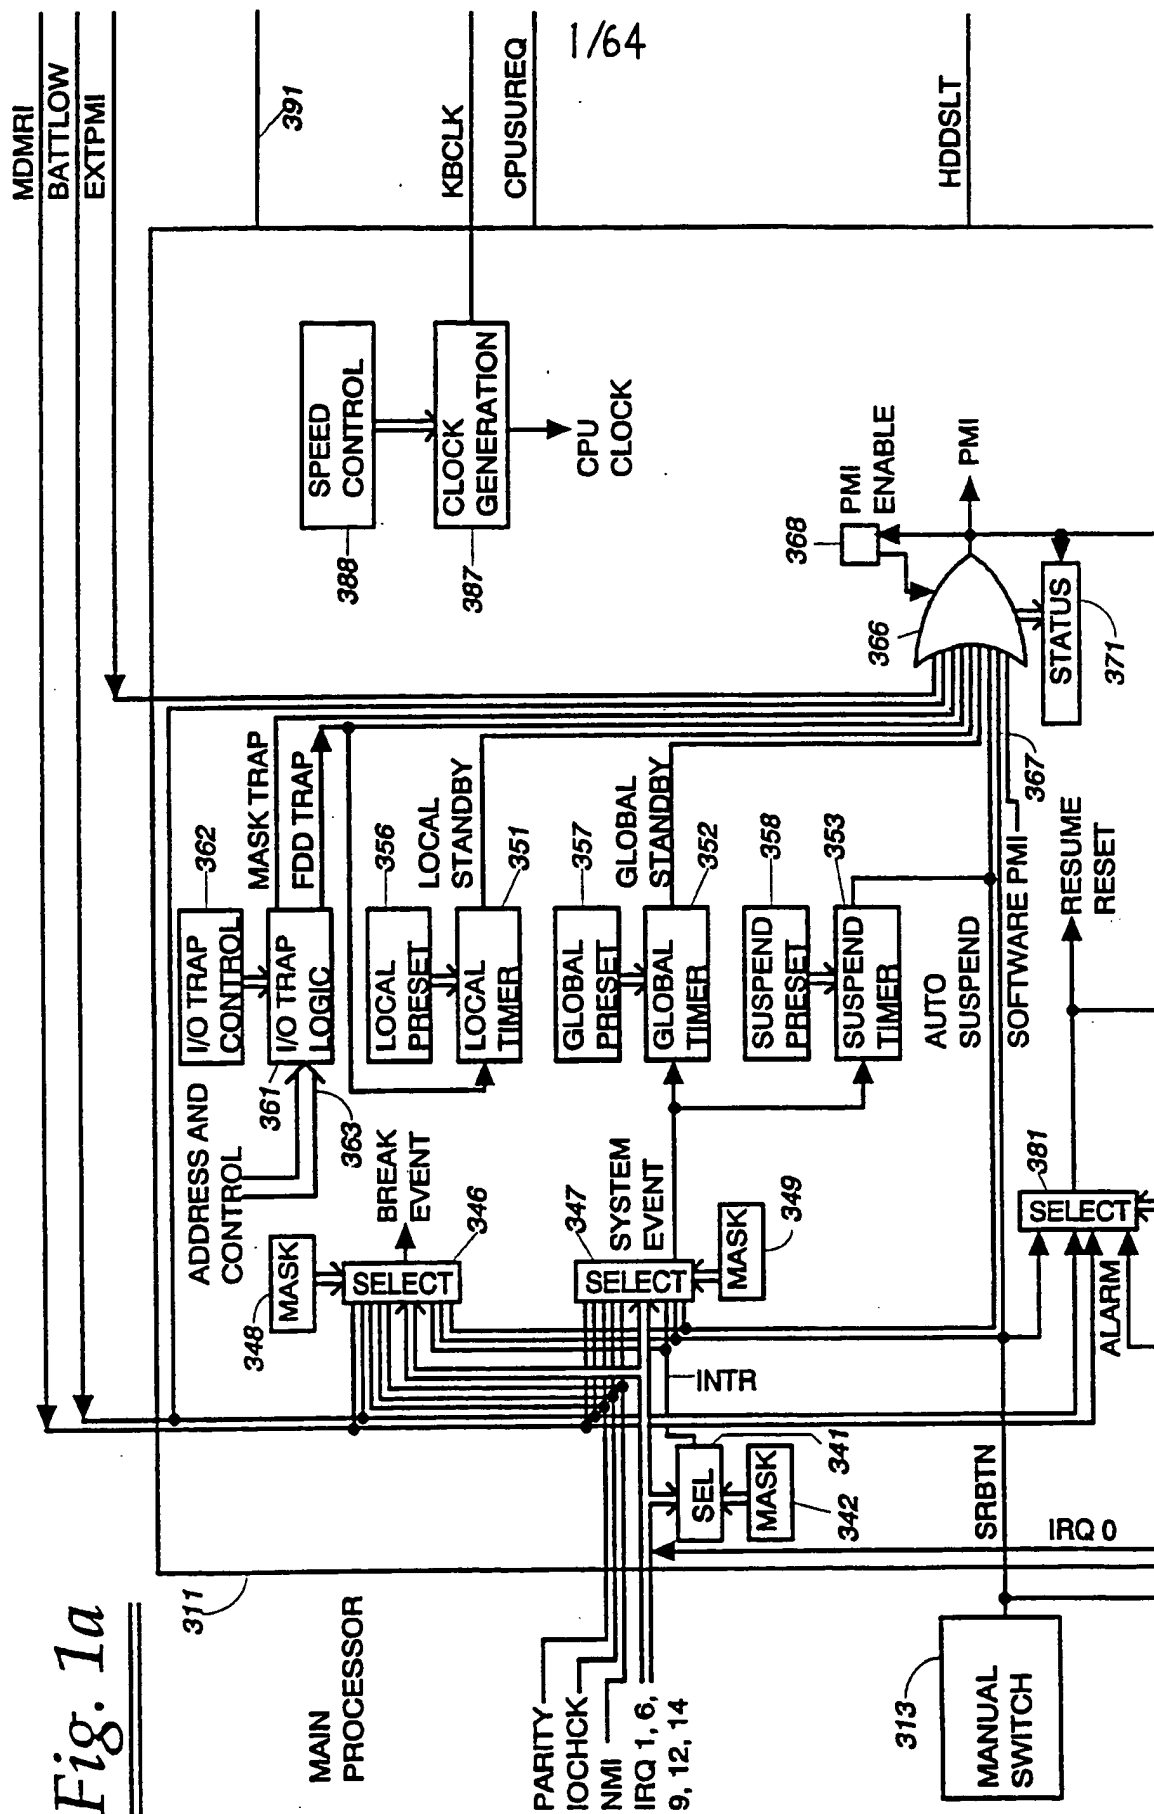 1/64
Fig. 1a
MDMRI
BATTLOW
EXTPMI
391
KBCLK
CPUSUREQ
HDDSLT
311
MAIN
PROCESSOR
SPEED
CONTROL
388
CLOCK
GENERATION
387
CPU
CLOCK
368
PMI
ENABLE
PMI
366
STATUS
371
367
362
I/O TRAP
CONTROL
MASK TRAP
FDD TRAP
I/O TRAP
LOGIC
361
363
ADDRESS AND
CONTROL
356
LOCAL
PRESET
LOCAL
STANDBY
351
LOCAL
TIMER
357
GLOBAL
PRESET
GLOBAL
STANDBY
352
GLOBAL
TIMER
358
SUSPEND
PRESET
353
SUSPEND
TIMER
AUTO
SUSPEND
SOFTWARE PMI
RESUME
RESET
BREAK
EVENT
346
348
MASK
SELECT
347
SYSTEM
EVENT
349
SELECT
MASK
381
SELECT
ALARM
INTR
341
SEL
MASK
342
SRBTN
IRQ 0
PARITY
IOCHCK
NMI
IRQ 1, 6,
9, 12, 14
313
MANUAL
SWITCH